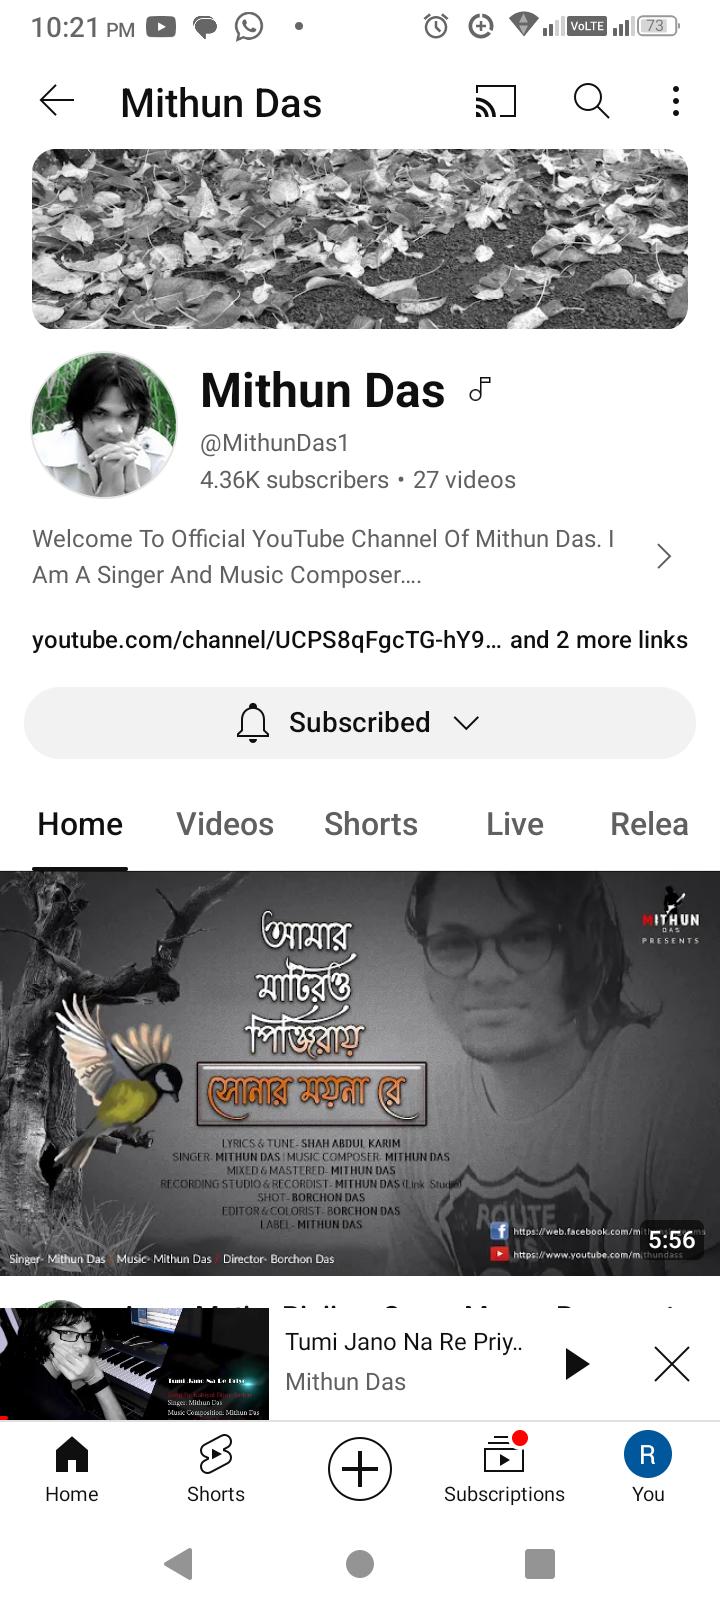 10:21 PM
VoLTE
73
Mithun Das
Mithun Das
@MithunDas1
4.36K subscribers • 27 videos
Welcome To Official YouTube Channel Of Mithun Das. I
Am A Singer And Music Composer....
youtube.com/channel/UCPS8qFgcTG-hY9... and 2 more links
Subscribed
Home Videos Shorts Live Relea
MITHUN
DAS
PRESENTS
আমার
মাটিরও
পিঞ্জিরায়
সোনার ময়না রে
LYRICS & TUNE- SHAH ABDUL KARIM
SINGER- MITHUN DAS | MUSIC COMPOSER- MITHUN DAS
MIXED & MASTERED- MITHUN DAS
RECORDING STUDIO & RECORDIST- MITHUN DAS (Link Studio)
SHOT- BORCHON DAS
EDITOR & COLORIST- BORCHON DAS
LABEL- MITHUN DAS
ROUTE
https://web.facebook.com/
5:56
https://www.youtube.com/mithundass
Singer- Mithun Das / Music- Mithun Das / Director- Borchon Das
Tumi Jano Na Re Priy..
Mithun Das
Tumi Jano Na Re Priyo
Singer: Mithun Das
Music Composition: Mithun Das
Home
Shorts
Subscriptions
R
You